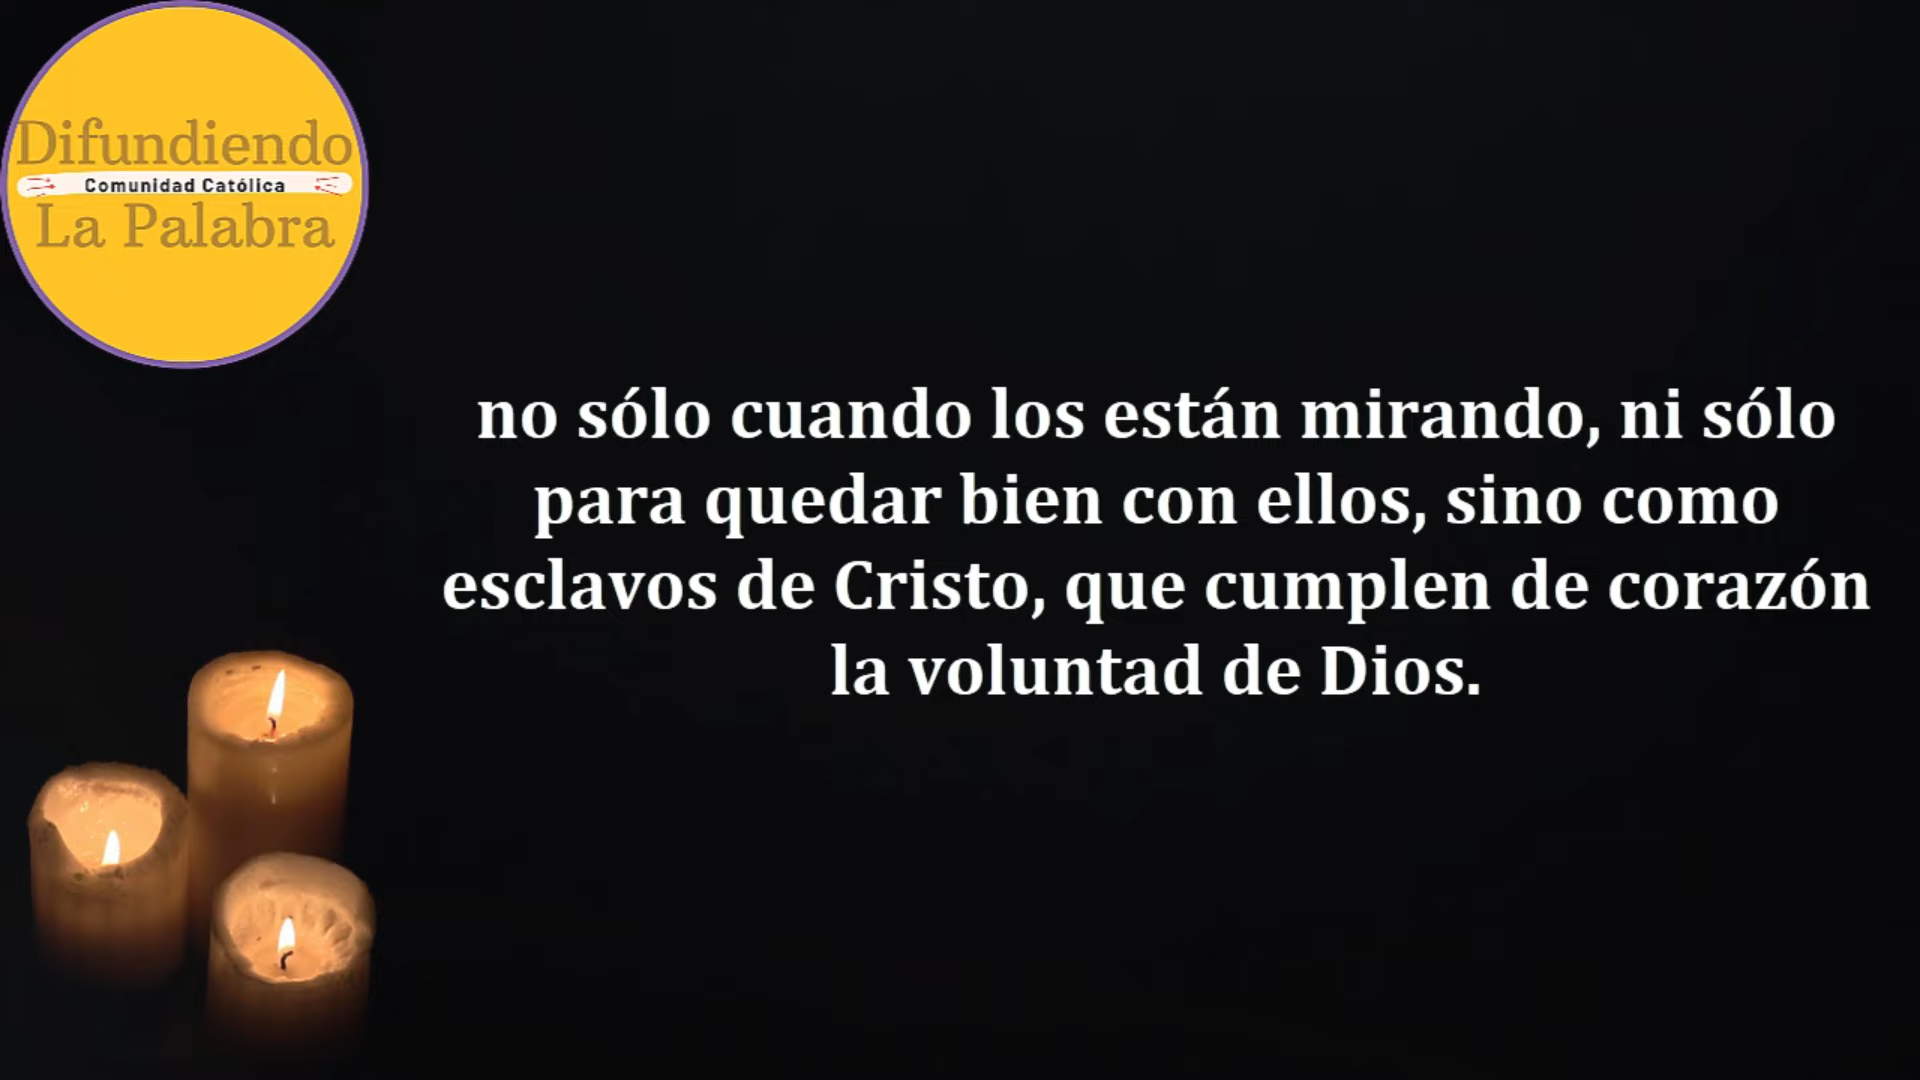 Difundiendo
Comunidad Católica
La Palabra
no sólo cuando los están mirando, ni sólo
para quedar bien con ellos, sino como
esclavos de Cristo, que cumplen de corazón
la voluntad de Dios.